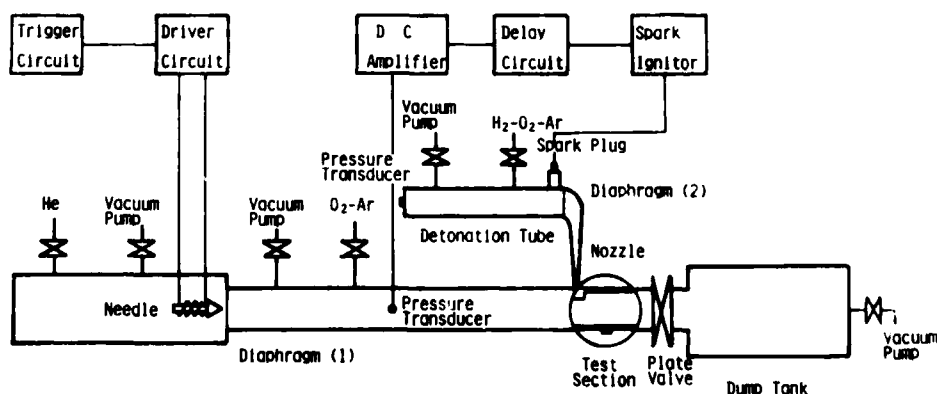 Trigger
Circuit
Driver
Circuit
D C
Amplifier
Delay
Circuit
Spark
Ignitor
Vacuum
Pump
H2-O2-Ar
Spark Plug
Pressure
Transducer
Diaphragm (2)
He
Vacuum
Pump
Vacuum
Pump
O2-Ar
Detonation Tube
Nozzle
Needle
Pressure
Transducer
Diaphragm (1)
Test
Section
Plate
Valve
Vacuum
Pump
Dump Tank